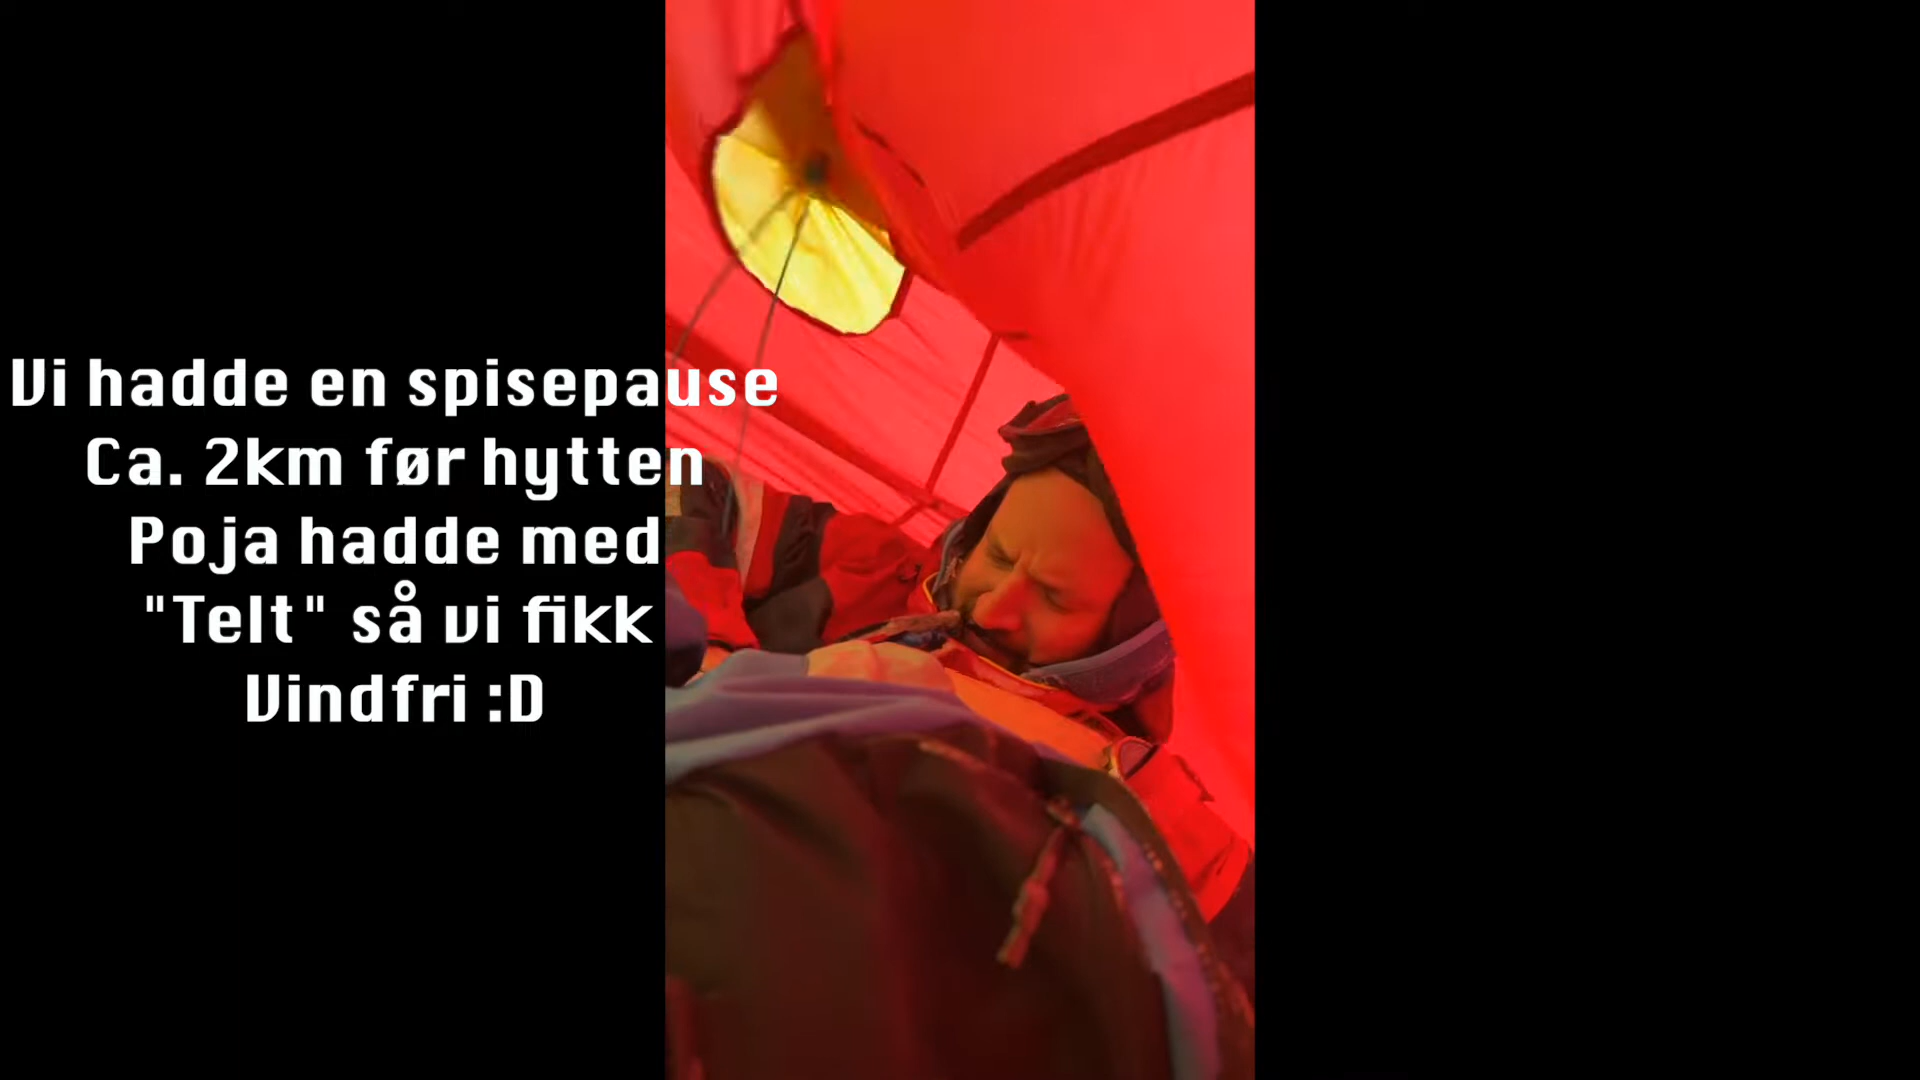 Vi hadde en spisepause
Ca. 2km før hytten
Poja hadde med
"Telt" så vi fikk
Vindfri :D